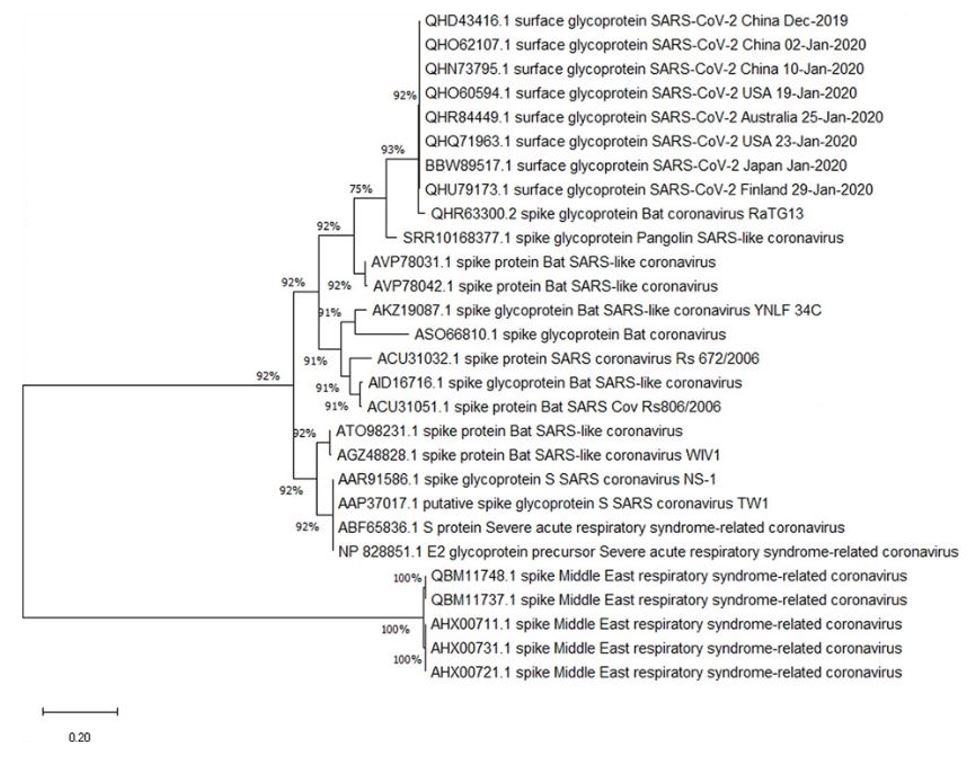 QHD43416.1 surface glycoprotein SARS-CoV-2 China Dec-2019
QHO62107.1 surface glycoprotein SARS-CoV-2 China 02-Jan-2020
QHN73795.1 surface glycoprotein SARS-CoV-2 China 10-Jan-2020
92%
QHO60594.1 surface glycoprotein SARS-CoV-2 USA 19-Jan-2020
QHR84449.1 surface glycoprotein SARS-CoV-2 Australia 25-Jan-2020
QHQ71963.1 surface glycoprotein SARS-CoV-2 USA 23-Jan-2020
93%
BBW89517.1 surface glycoprotein SARS-CoV-2 Japan Jan-2020
75%
QHU79173.1 surface glycoprotein SARS-CoV-2 Finland 29-Jan-2020
QHR63300.2 spike glycoprotein Bat coronavirus RaTG13
92%
SRR10168377.1 spike glycoprotein Pangolin SARS-like coronavirus
AVP78031.1 spike protein Bat SARS-like coronavirus
92%
92%
AVP78042.1 spike protein Bat SARS-like coronavirus
91%
AKZ19087.1 spike glycoprotein Bat SARS-like coronavirus YNLF 34C
ASO66810.1 spike glycoprotein Bat coronavirus
91%
ACU31032.1 spike protein SARS coronavirus Rs 672/2006
92%
91%
AID16716.1 spike glycoprotein Bat SARS-like coronavirus
91%
ACU31051.1 spike protein Bat SARS Cov Rs806/2006
92%
ATO98231.1 spike protein Bat SARS-like coronavirus
AGZ48828.1 spike protein Bat SARS-like coronavirus WIV1
92%
AAR91586.1 spike glycoprotein S SARS coronavirus NS-1
AAP37017.1 putative spike glycoprotein S SARS coronavirus TW1
92%
ABF65836.1 S protein Severe acute respiratory syndrome-related coronavirus
NP 828851.1 E2 glycoprotein precursor Severe acute respiratory syndrome-related coronavirus
100%
QBM11748.1 spike Middle East respiratory syndrome-related coronavirus
QBM11737.1 spike Middle East respiratory syndrome-related coronavirus
100%
AHX00711.1 spike Middle East respiratory syndrome-related coronavirus
AHX00731.1 spike Middle East respiratory syndrome-related coronavirus
100%
AHX00721.1 spike Middle East respiratory syndrome-related coronavirus
0.20